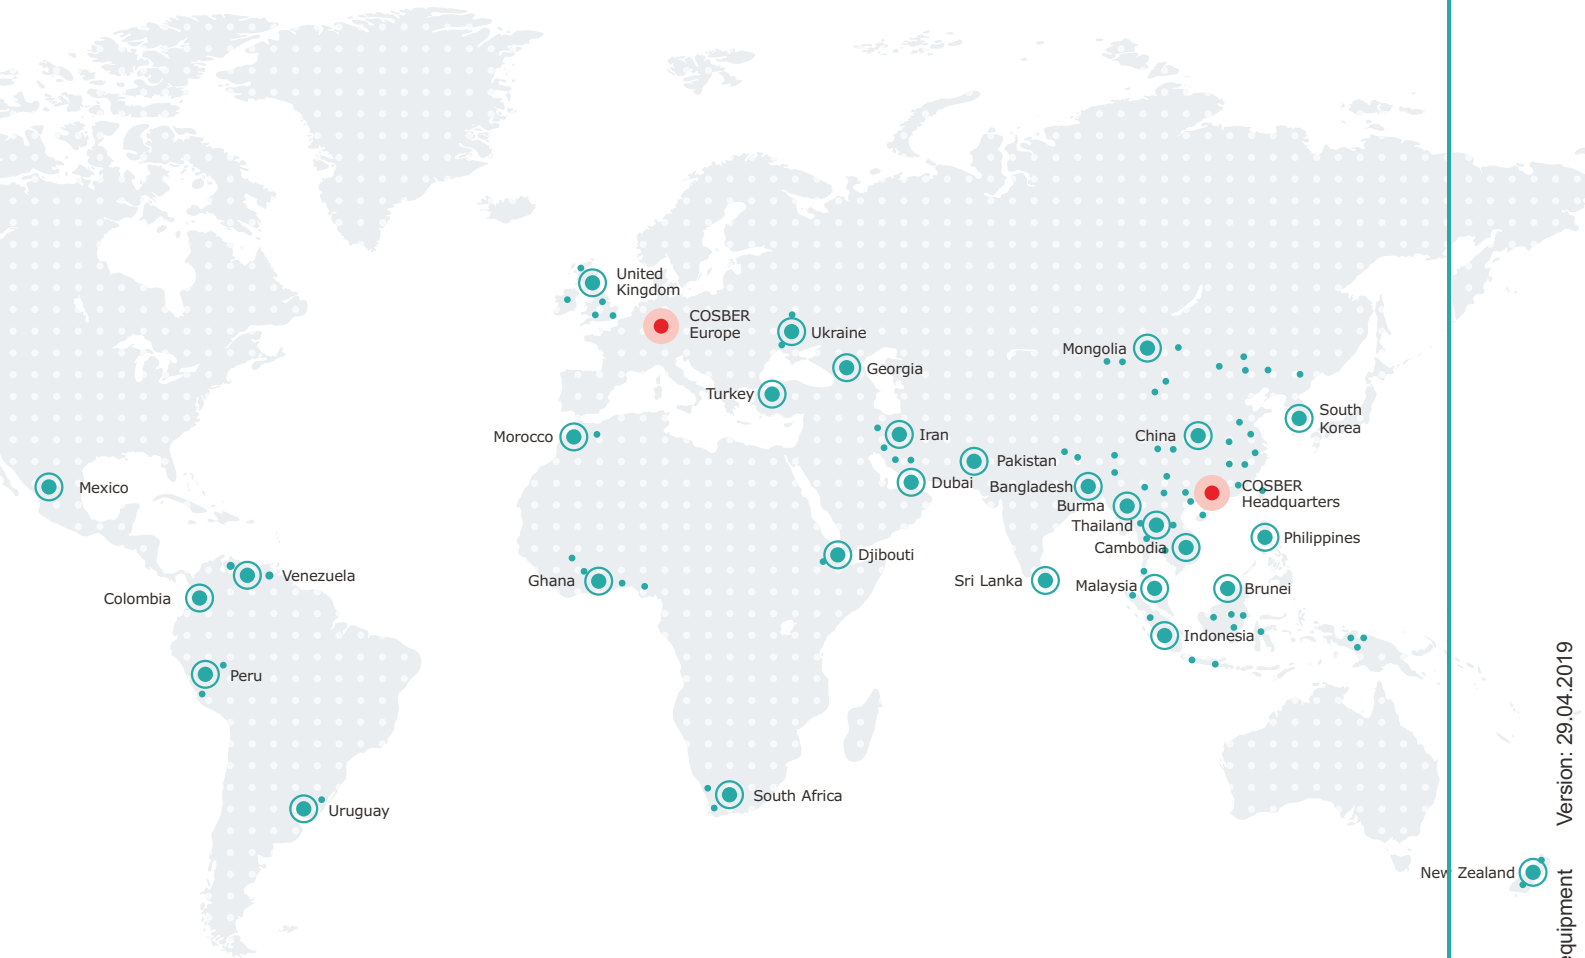 United
Kingdom
COSBER
Europe
Ukraine
Georgia
Turkey
Mongolia
South
Korea
Morocco
Iran
China
Pakistan
Mexico
Dubai
Bangladesh
COSBER
Headquarters
Burma
Thailand
Philippines
Cambodia
Djibouti
Venezuela
Ghana
Sri Lanka
Malaysia
Brunei
Colombia
Indonesia
Peru
South Africa
Uruguay
New Zealand
equipment Version: 29.04.2019